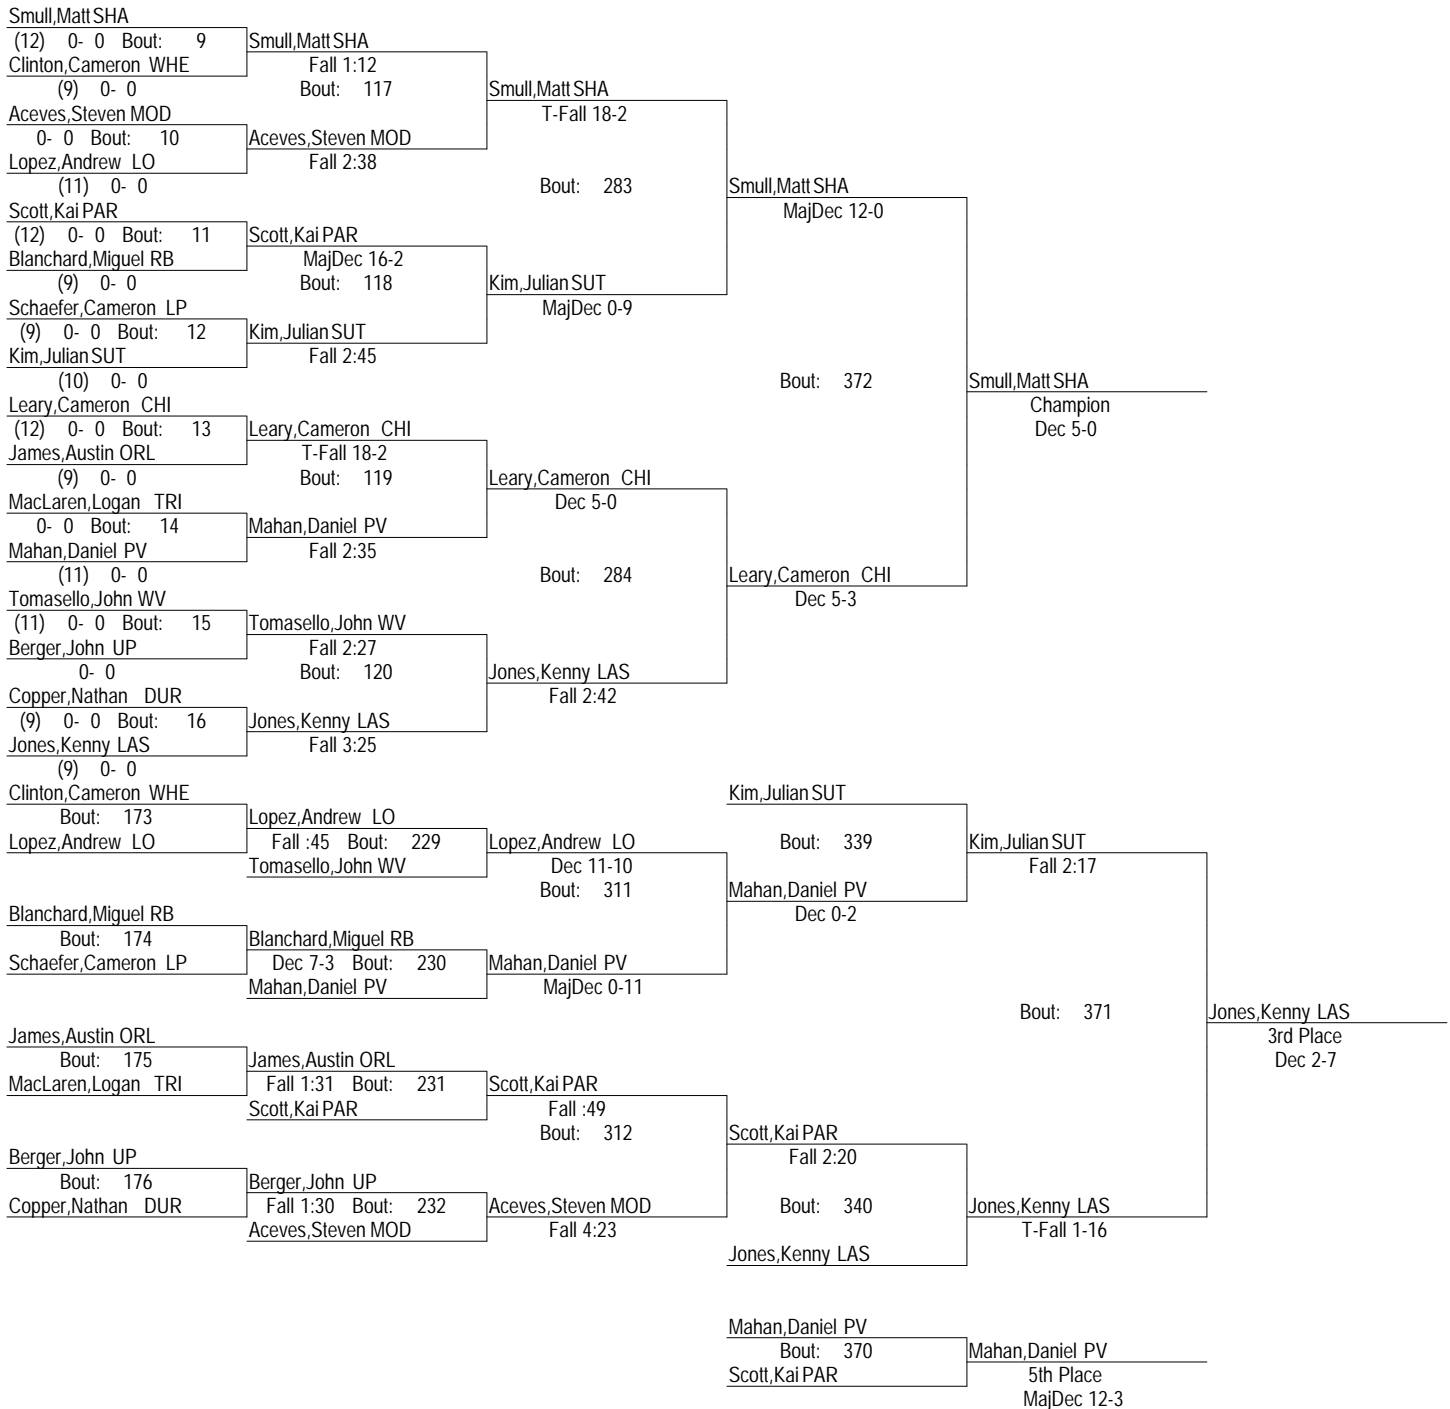 Smull,Matt SHA
(12) 0- 0 Bout: 9 Smull,Matt SHA
Clinton,Cameron WHE Fall 1:12
(9) 0- 0 Bout: 117 Smull,Matt SHA
Aceves,Steven MOD T-Fall 18-2
0- 0 Bout: 10 Aceves,Steven MOD
Lopez,Andrew LO Fall 2:38
(11) 0- 0 Bout: 283 Smull,Matt SHA
Scott,Kai PAR MajDec 12-0
(12) 0- 0 Bout: 11 Scott,Kai PAR
Blanchard,Miguel RB MajDec 16-2
(9) 0- 0 Bout: 118 Kim,Julian SUT
Schaefer,Cameron LP MajDec 0-9
(9) 0- 0 Bout: 12 Kim,Julian SUT
Kim,Julian SUT Fall 2:45
(10) 0- 0 Bout: 372 Smull,Matt SHA
Leary,Cameron CHI Champion
(12) 0- 0 Bout: 13 Leary,Cameron CHI Dec 5-0
James,Austin ORL T-Fall 18-2
(9) 0- 0 Bout: 119 Leary,Cameron CHI
MacLaren,Logan TRI Dec 5-0
0- 0 Bout: 14 Mahan,Daniel PV
Mahan,Daniel PV Fall 2:35
(11) 0- 0 Bout: 284 Leary,Cameron CHI
Tomasello,John WV Dec 5-3
(11) 0- 0 Bout: 15 Tomasello,John WV
Berger,John UP Fall 2:27
0- 0 Bout: 120 Jones,Kenny LAS
Copper,Nathan DUR Fall 2:42
(9) 0- 0 Bout: 16 Jones,Kenny LAS
Jones,Kenny LAS Fall 3:25
(9) 0- 0
Clinton,Cameron WHE Kim,Julian SUT
Bout: 173 Lopez,Andrew LO
Lopez,Andrew LO Fall :45 Bout: 229 Lopez,Andrew LO Bout: 339 Kim,Julian SUT
Tomasello,John WV Dec 11-10 Fall 2:17
Bout: 311 Mahan,Daniel PV
Blanchard,Miguel RB Dec 0-2
Bout: 174 Blanchard,Miguel RB
Schaefer,Cameron LP Dec 7-3 Bout: 230 Mahan,Daniel PV
Mahan,Daniel PV MajDec 0-11
Bout: 371 Jones,Kenny LAS
James,Austin ORL 3rd Place
Bout: 175 James,Austin ORL Dec 2-7
MacLaren,Logan TRI Fall 1:31 Bout: 231 Scott,Kai PAR
Scott,Kai PAR Fall :49
Bout: 312 Scott,Kai PAR
Berger,John UP Fall 2:20
Bout: 176 Berger,John UP
Copper,Nathan DUR Fall 1:30 Bout: 232 Aceves,Steven MOD Bout: 340 Jones,Kenny LAS
Aceves,Steven MOD Fall 4:23 T-Fall 1-16
Jones,Kenny LAS
Mahan,Daniel PV
Bout: 370 Mahan,Daniel PV
Scott,Kai PAR 5th Place
MajDec 12-3